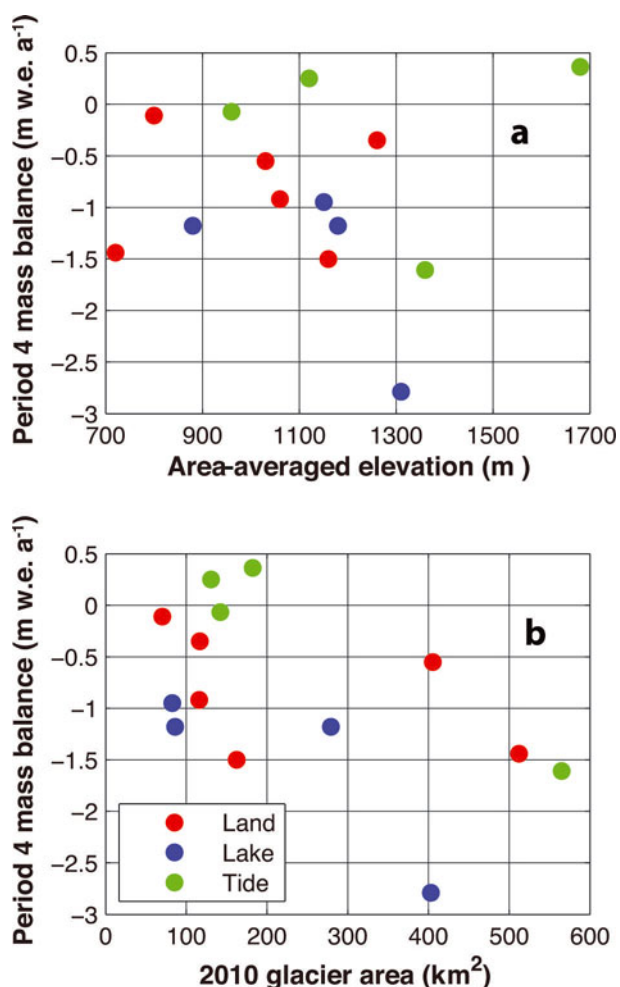 0.5
0
−0.5
−1
−1.5
−2
−2.5
−3
Period 4 mass balance (m w.e. a⁻¹)
a
700 900 1100 1300 1500 1700
Area-averaged elevation (m )
0.5
0
−0.5
−1
−1.5
−2
−2.5
−3
Period 4 mass balance (m w.e. a⁻¹)
b
Land
Lake
Tide
0 100 200 300 400 500 600
2010 glacier area (km²)